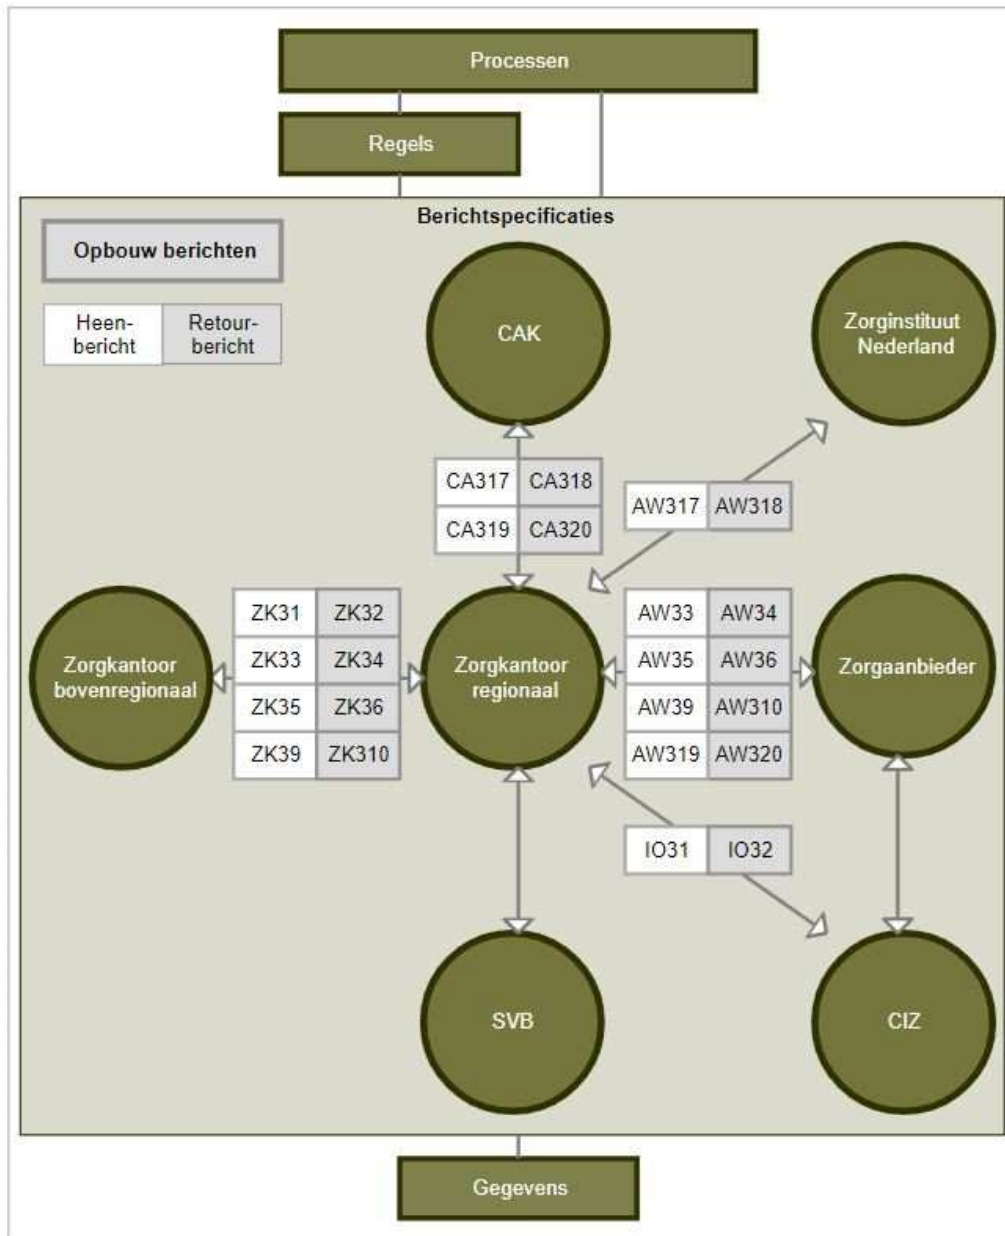 Processen
Regels
Berichtspecificaties
Opbouw berichten
Heen-
bericht
Retour-
bericht
CAK
Zorginstituut
Nederland
CA317 CA318
CA319 CA320
AW317 AW318
Zorgkantoor
bovenregionaal
ZK31 ZK32
ZK33 ZK34
ZK35 ZK36
ZK39 ZK310
Zorgkantoor
regionaal
AW33 AW34
AW35 AW36
AW39 AW310
AW319 AW320
Zorgaanbieder
IO31 IO32
SVB
CIZ
Gegevens